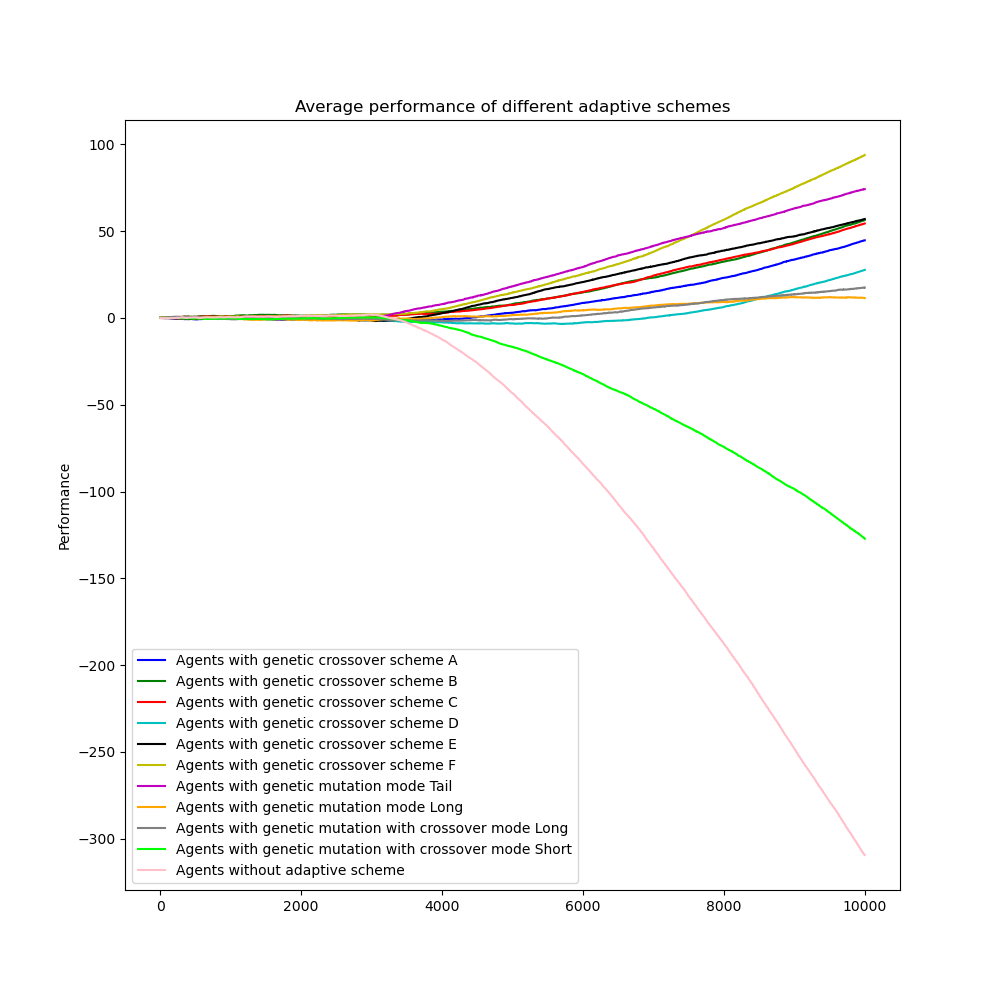 Average performance of different adaptive schemes
100
50
0
−50
−100
−150
−200
−250
−300
Performance
Agents with genetic crossover scheme A
Agents with genetic crossover scheme B
Agents with genetic crossover scheme C
Agents with genetic crossover scheme D
Agents with genetic crossover scheme E
Agents with genetic crossover scheme F
Agents with genetic mutation mode Tail
Agents with genetic mutation mode Long
Agents with genetic mutation with crossover mode Long
Agents with genetic mutation with crossover mode Short
Agents without adaptive scheme
0 2000 4000 6000 8000 10000